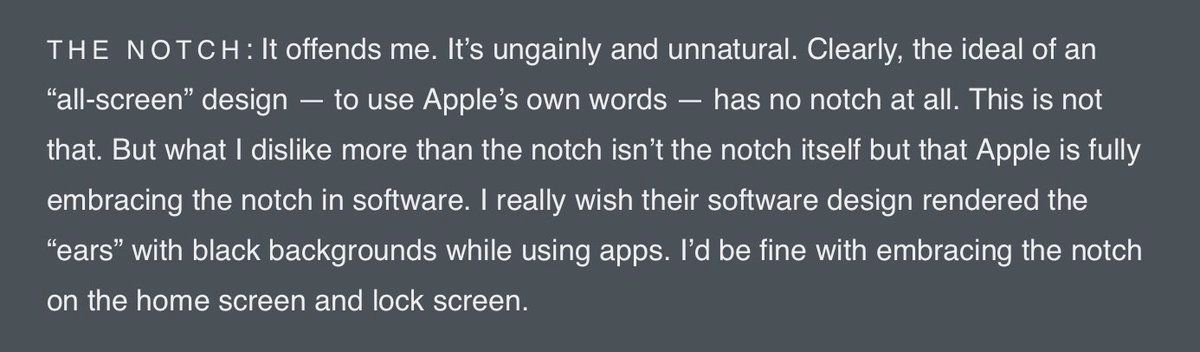 THE NOTCH: It offends me. It’s ungainly and unnatural. Clearly, the ideal of an
“all-screen” design — to use Apple’s own words — has no notch at all. This is not
that. But what I dislike more than the notch isn’t the notch itself but that Apple is fully
embracing the notch in software. I really wish their software design rendered the
“ears” with black backgrounds while using apps. I’d be fine with embracing the notch
on the home screen and lock screen.